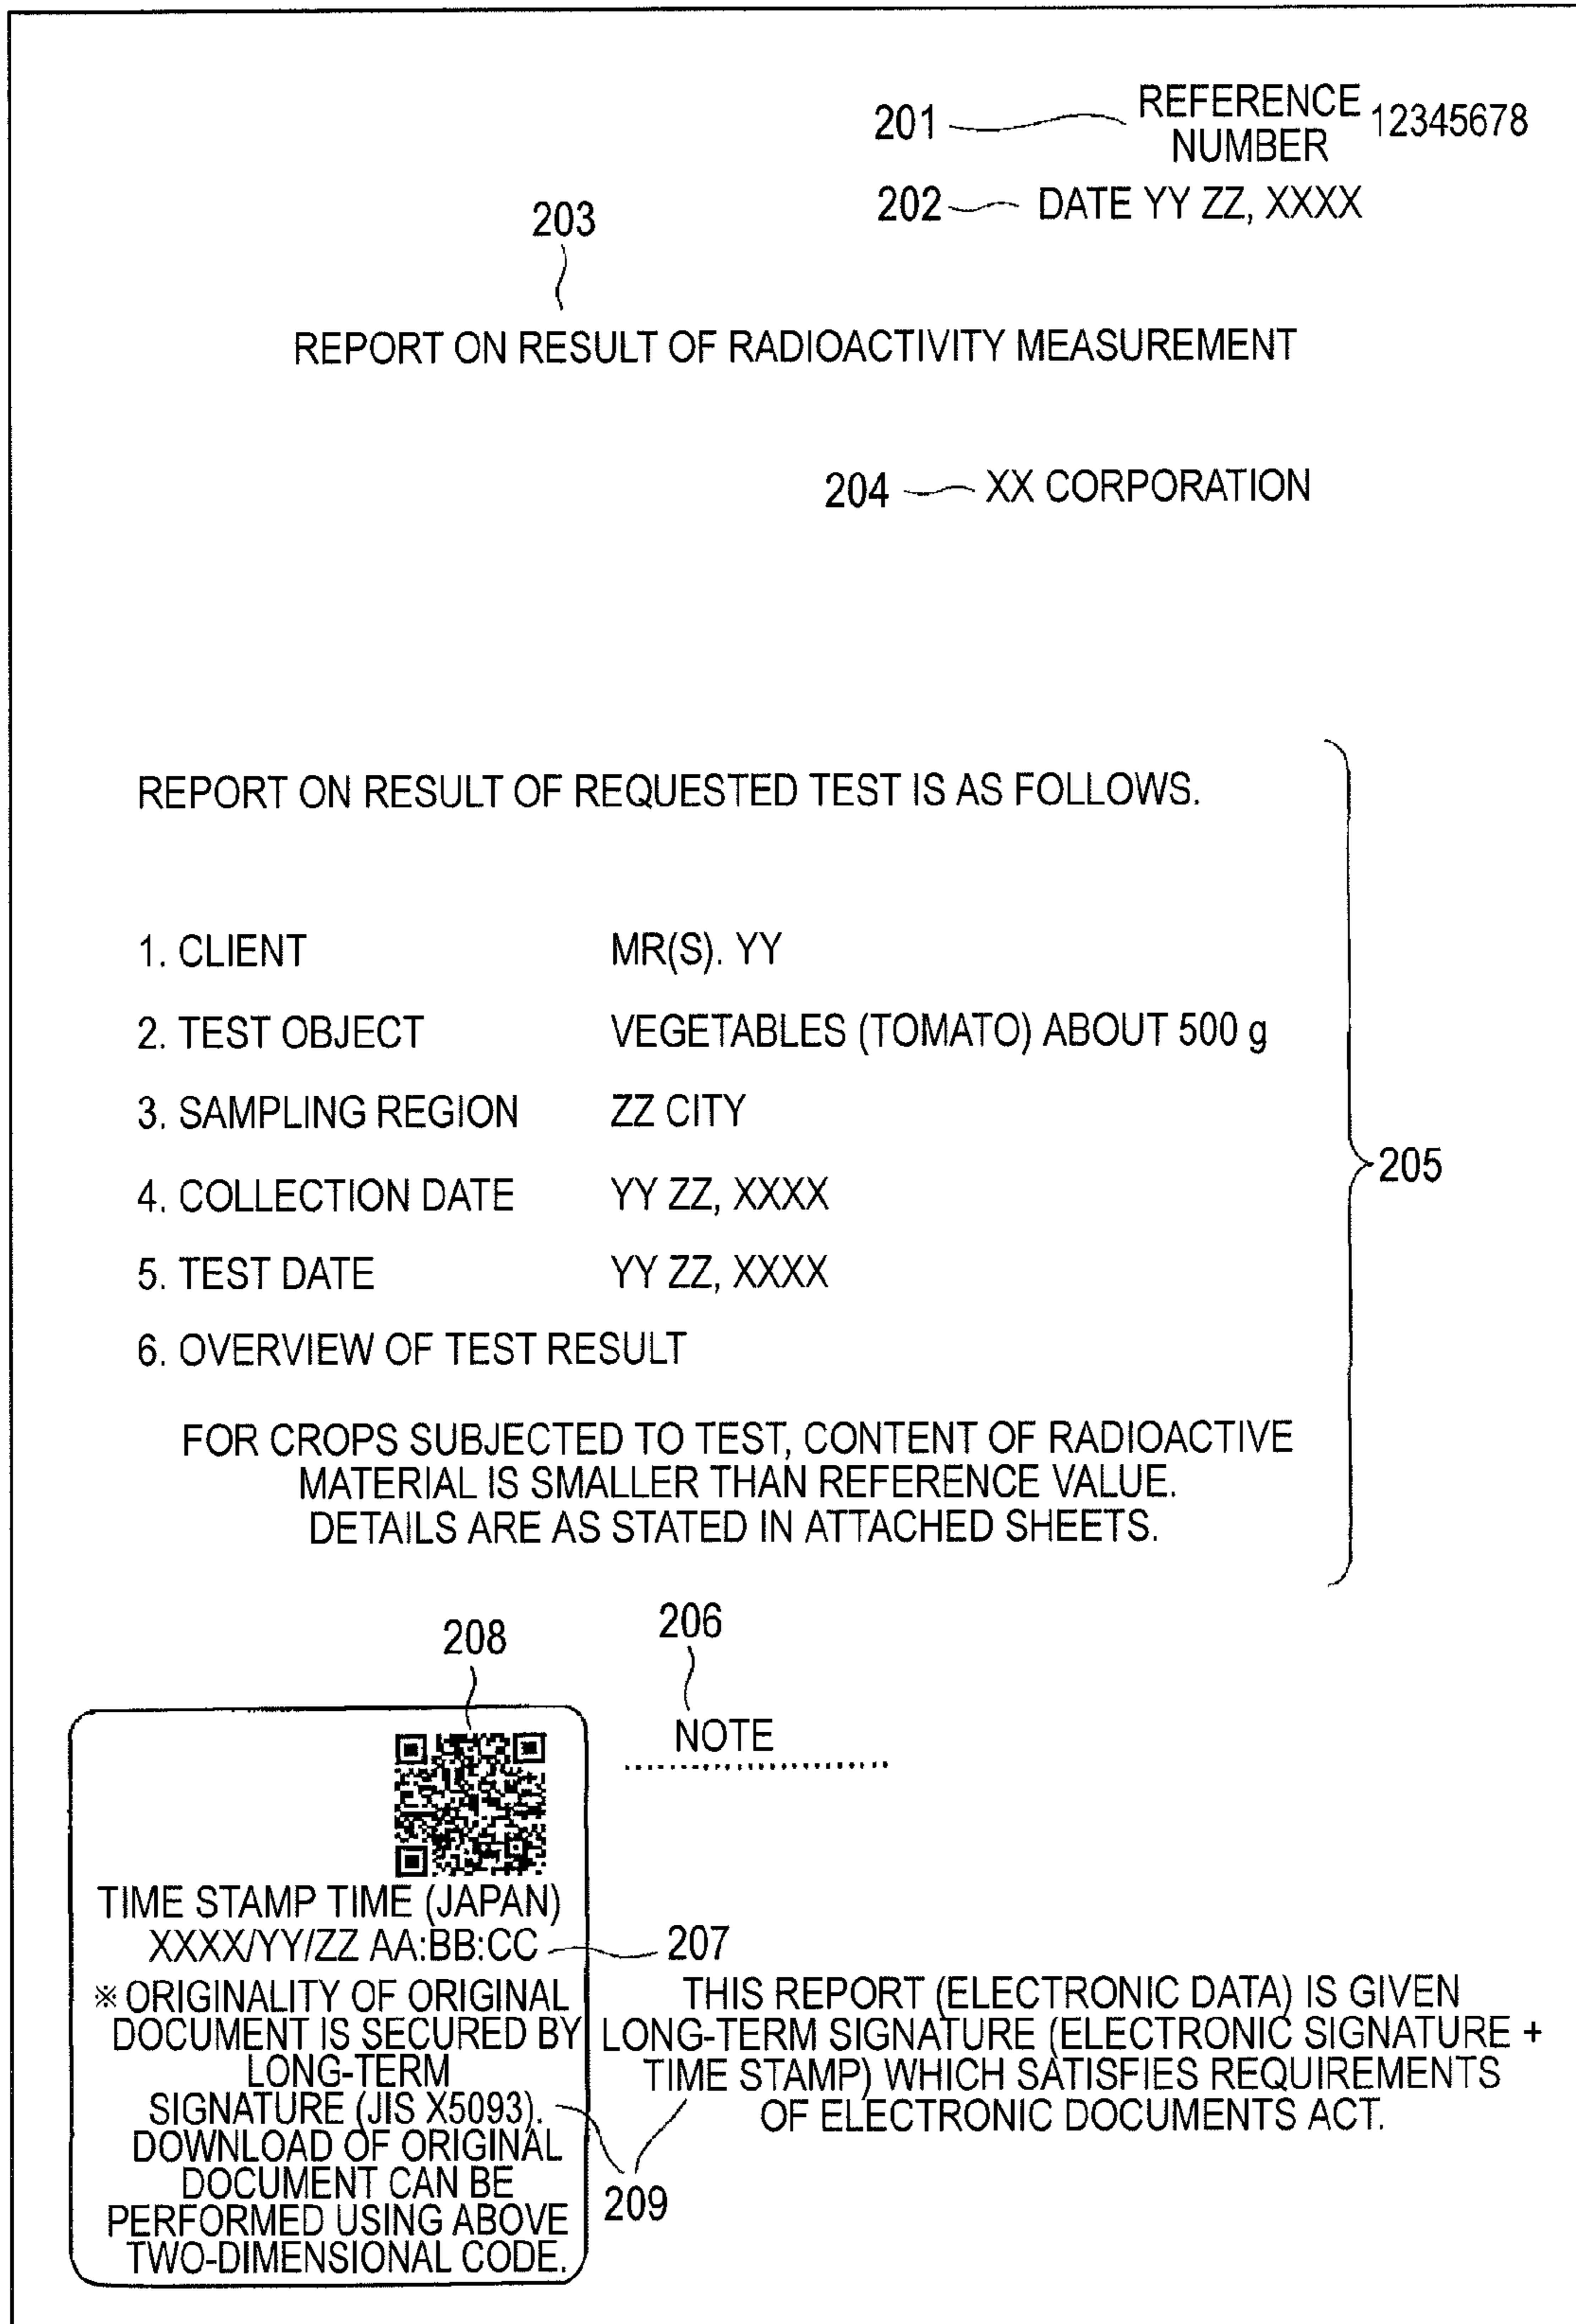 201 REFERENCE NUMBER 12345678
202 DATE YY ZZ, XXXX
203
REPORT ON RESULT OF RADIOACTIVITY MEASUREMENT
204 XX CORPORATION
REPORT ON RESULT OF REQUESTED TEST IS AS FOLLOWS.
1. CLIENT MR(S). YY
2. TEST OBJECT VEGETABLES (TOMATO) ABOUT 500 g
3. SAMPLING REGION ZZ CITY
4. COLLECTION DATE YY ZZ, XXXX
205
5. TEST DATE YY ZZ, XXXX
6. OVERVIEW OF TEST RESULT
FOR CROPS SUBJECTED TO TEST, CONTENT OF RADIOACTIVE
MATERIAL IS SMALLER THAN REFERENCE VALUE.
DETAILS ARE AS STATED IN ATTACHED SHEETS.
208
206
NOTE
TIME STAMP TIME (JAPAN)
XXXX/YY/ZZ AA:BB:CC
207
※ ORIGINALITY OF ORIGINAL
DOCUMENT IS SECURED BY
LONG-TERM
SIGNATURE (JIS X5093).
DOWNLOAD OF ORIGINAL
DOCUMENT CAN BE
PERFORMED USING ABOVE
TWO-DIMENSIONAL CODE.
THIS REPORT (ELECTRONIC DATA) IS GIVEN
LONG-TERM SIGNATURE (ELECTRONIC SIGNATURE +
TIME STAMP) WHICH SATISFIES REQUIREMENTS
OF ELECTRONIC DOCUMENTS ACT.
209